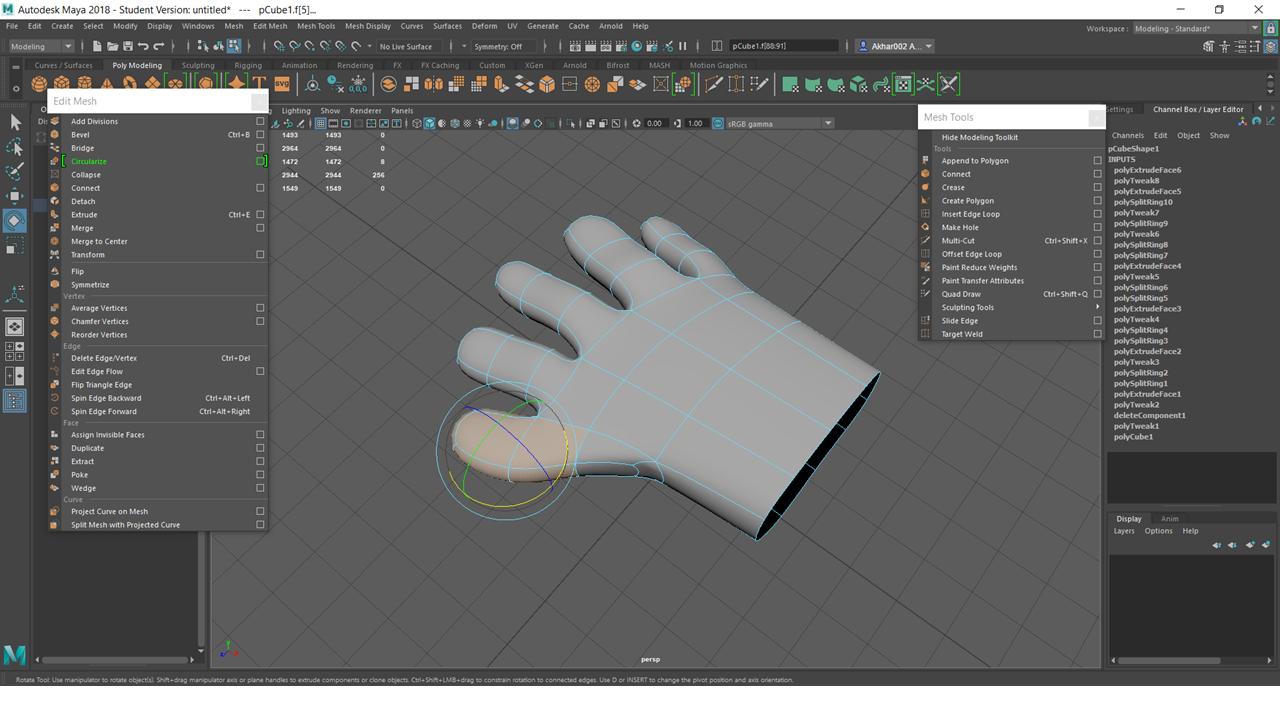 Autodesk Maya 2018 - Student Version: untitled*   ---   pCube1.f[5]...
File Edit Create Select Modify Display Windows Mesh Edit Mesh Mesh Tools Mesh Display Curves Surfaces Deform UV Generate Cache Arnold Help
Workspace : Modeling - Standard*
Modeling No Live Surface Symmetry: Off pCube1.f[88:91] Akhar002 A...
Curves / Surfaces Poly Modeling Sculpting Rigging Animation Rendering FX FX Caching Custom XGen Arnold Bifrost MASH Motion Graphics
Edit Mesh
Add Divisions
Bevel Ctrl+B
Bridge
Circularize
Collapse
Connect
Detach
Extrude Ctrl+E
Merge
Merge to Center
Transform
Flip
Symmetrize
Vertex
Average Vertices
Chamfer Vertices
Reorder Vertices
Edge
Delete Edge/Vertex Ctrl+Del
Edit Edge Flow
Flip Triangle Edge
Spin Edge Backward Ctrl+Alt+Left
Spin Edge Forward Ctrl+Alt+Right
Face
Assign Invisible Faces
Duplicate
Extract
Poke
Wedge
Curve
Project Curve on Mesh
Split Mesh with Projected Curve
Lighting Show Renderer Panels
0.00 1.00 sRGB gamma
1493 1493 0
2964 2964 0
1472 1472 8
2944 2944 256
1549 1549 0
persp
Mesh Tools
Hide Modeling Toolkit
Tools
Append to Polygon
Connect
Crease
Create Polygon
Insert Edge Loop
Make Hole
Multi-Cut Ctrl+Shift+X
Offset Edge Loop
Paint Reduce Weights
Paint Transfer Attributes
Quad Draw Ctrl+Shift+Q
Sculpting Tools
Slide Edge
Target Weld
Settings Channel Box / Layer Editor
Channels Edit Object Show
pCubeShape1
INPUTS
polyExtrudeFace6
polyTweak8
polyExtrudeFace5
polySplitRing10
polyTweak7
polySplitRing9
polyTweak6
polySplitRing8
polySplitRing7
polyExtrudeFace4
polyTweak5
polySplitRing6
polySplitRing5
polyExtrudeFace3
polyTweak4
polySplitRing4
polySplitRing3
polyExtrudeFace2
polyTweak3
polySplitRing2
polySplitRing1
polyExtrudeFace1
polyTweak2
deleteComponent1
polyTweak1
polyCube1
Display Anim
Layers Options Help
Rotate Tool: Use manipulator to rotate object(s). Shift+drag manipulator axis or plane handles to extrude components or clone objects. Ctrl+Shift+LMB+drag to constrain rotation to connected edges. Use D or INSERT to change the pivot position and axis orientation.